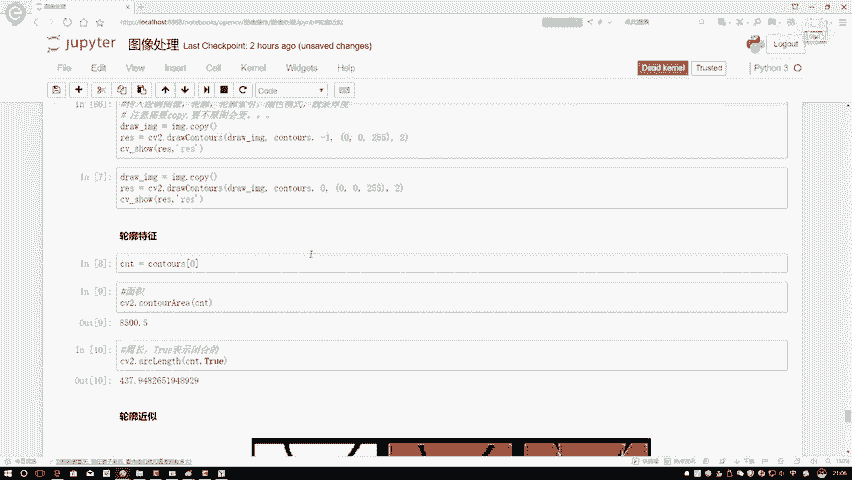 jupyter 图像处理 Last Checkpoint: 2 hours ago (unsaved changes)
Logout
File Edit View Insert Cell Kernel Widgets Help
Dead kernel Trusted Python 3
Code
# 注意需要copy,要不原图会变。。。
draw_img = img.copy()
res = cv2.drawContours(draw_img, contours, -1, (0, 0, 255), 2)
cv_show(res,'res')
In [7]:
draw_img = img.copy()
res = cv2.drawContours(draw_img, contours, 0, (0, 0, 255), 2)
cv_show(res,'res')
轮廓特征
In [8]: cnt = contours[0]
In [9]: #面积
cv2.contourArea(cnt)
Out[9]: 8500.5
In [10]: #周长，True表示闭合的
cv2.arcLength(cnt,True)
Out[10]: 437.9482651948929
轮廓近似
21:06